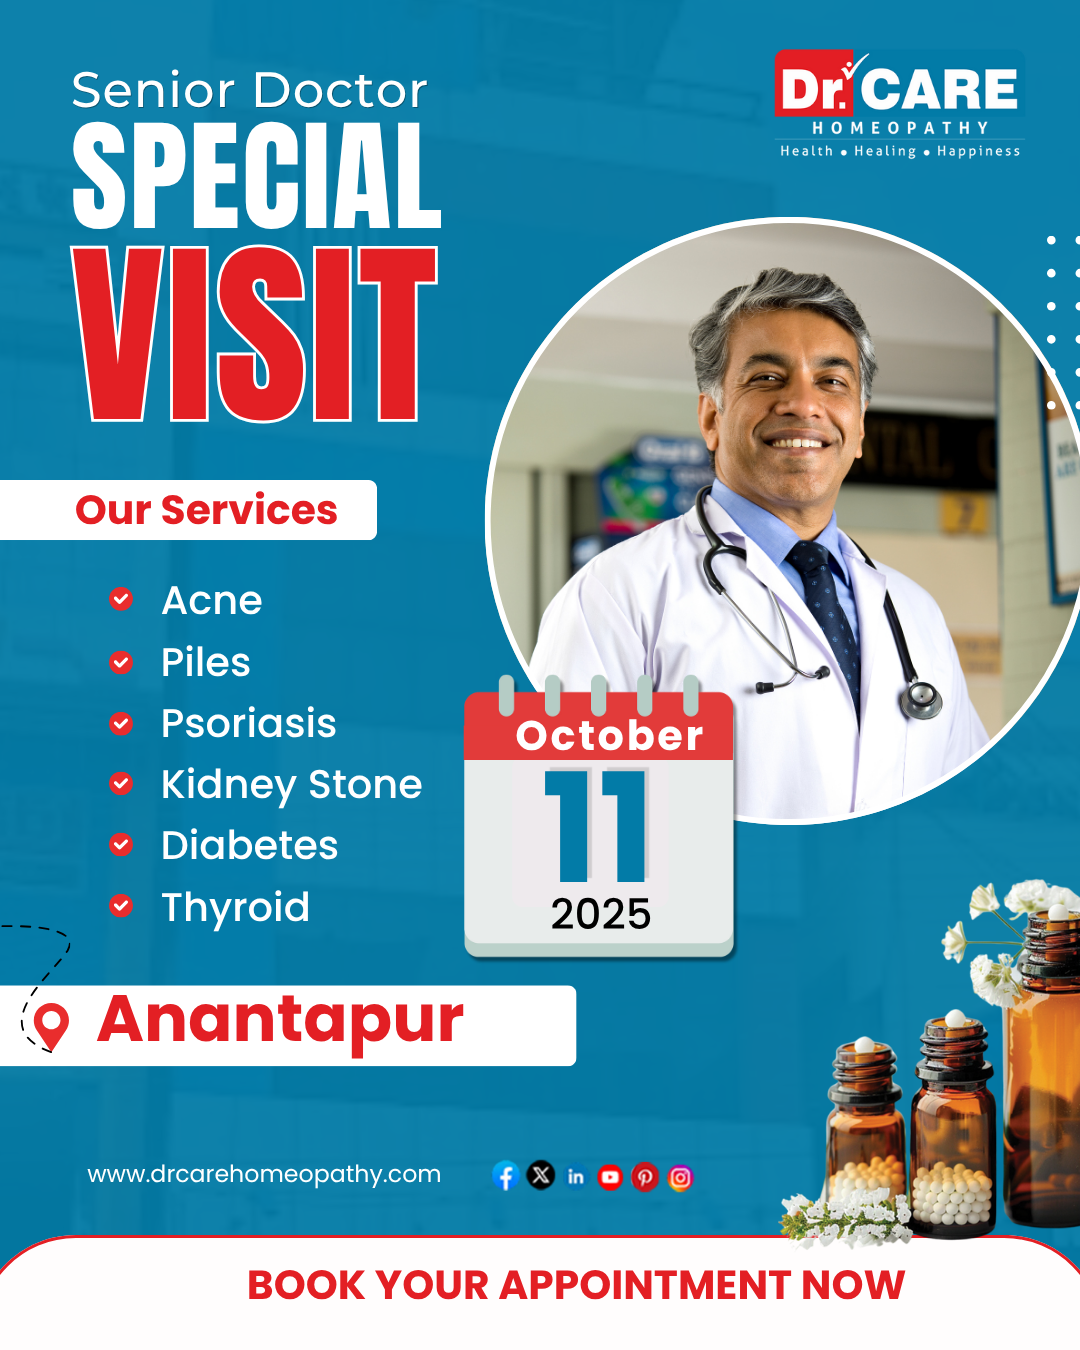 Senior Doctor
SPECIAL
VISIT
Dr. CARE
HOMEOPATHY
Health • Healing • Happiness
Our Services
Acne
Piles
Psoriasis
Kidney Stone
Diabetes
Thyroid
October
11
2025
Anantapur
www.drcarehomeopathy.com
BOOK YOUR APPOINTMENT NOW